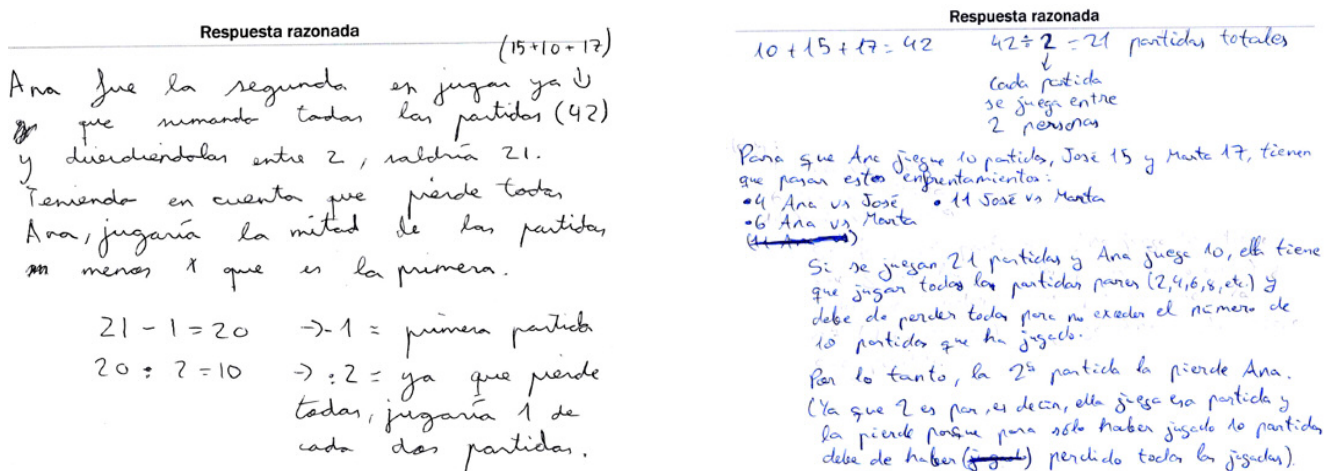 Respuesta razonada
(15+10+17)
Ana fue la segunda en jugar ya ↓
que sumando todas las partidas (42)
y dividiéndolas entre 2, saldría 21.
Teniendo en cuenta que pierde todas
Ana, jugaría la mitad de las partidas
menos 1 que es la primera.
21 - 1 = 20 → -1 = primera partida
20 : 2 = 10 → :2 = ya que pierde
todas, jugaría 1 de
cada dos partidas.
Respuesta razonada
10 + 15 + 17 = 42 42 ÷ 2 = 21 partidas totales
↓
Cada partida
se juega entre
2 personas
Para que Ana juegue 10 partidas, José 15 y Marta 17, tienen
que pasar estos enfrentamientos:
•4 Ana vs José •11 José vs Marta
•6 Ana vs Marta
Si se juegan 21 partidas y Ana juega 10, ella tiene
que jugar todas las partidas pares (2,4,6,8,etc.) y
debe de perder todas para no exceder el número de
10 partidas que ha jugado.
Por lo tanto, la 2ª partida la pierde Ana.
(Ya que 2 es par, es decir, ella juega esa partida y
la pierde porque para sólo haber jugado 10 partidas
debe de haber perdido todas las jugadas).